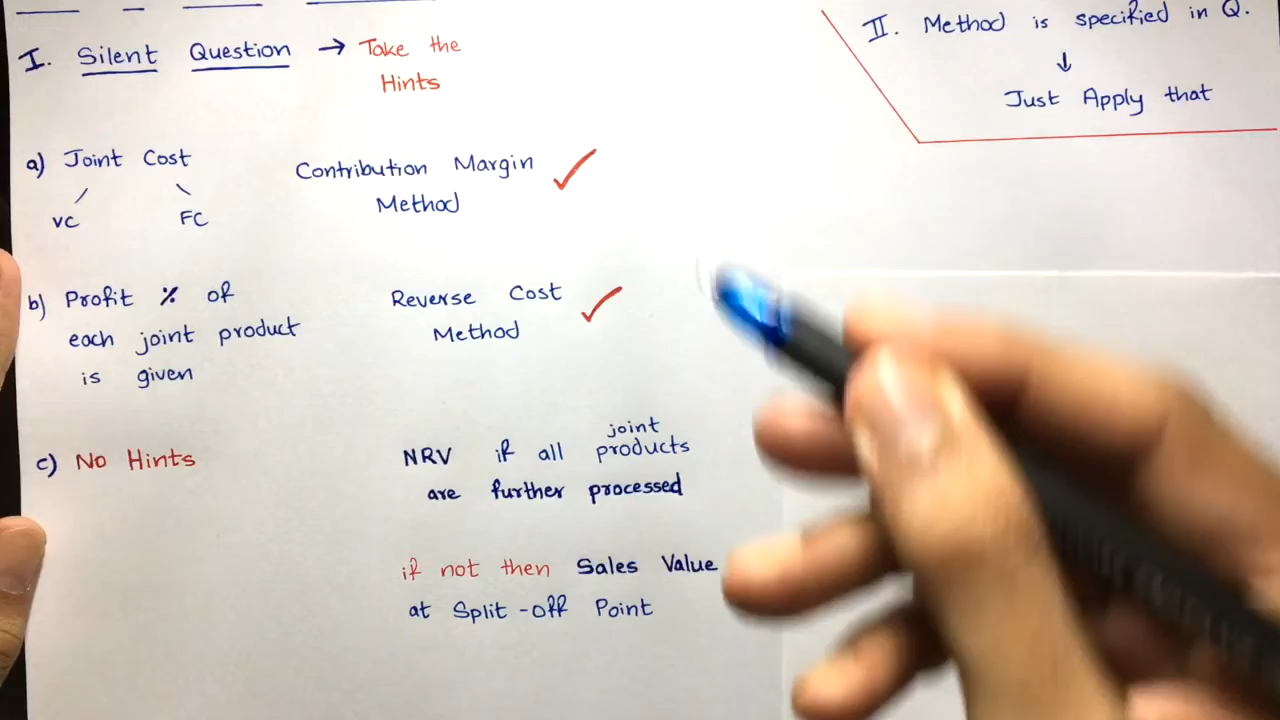 I. Silent Question → Take the
Hints
II. Method is specified in Q.
↓
Just Apply that
a) Joint Cost
VC FC
Contribution Margin ✓
Method
b) Profit % of
each joint product
is given
Reverse Cost ✓
Method
c) No Hints
NRV if all joint products
are further processed
if not then Sales Value
at Split-off Point